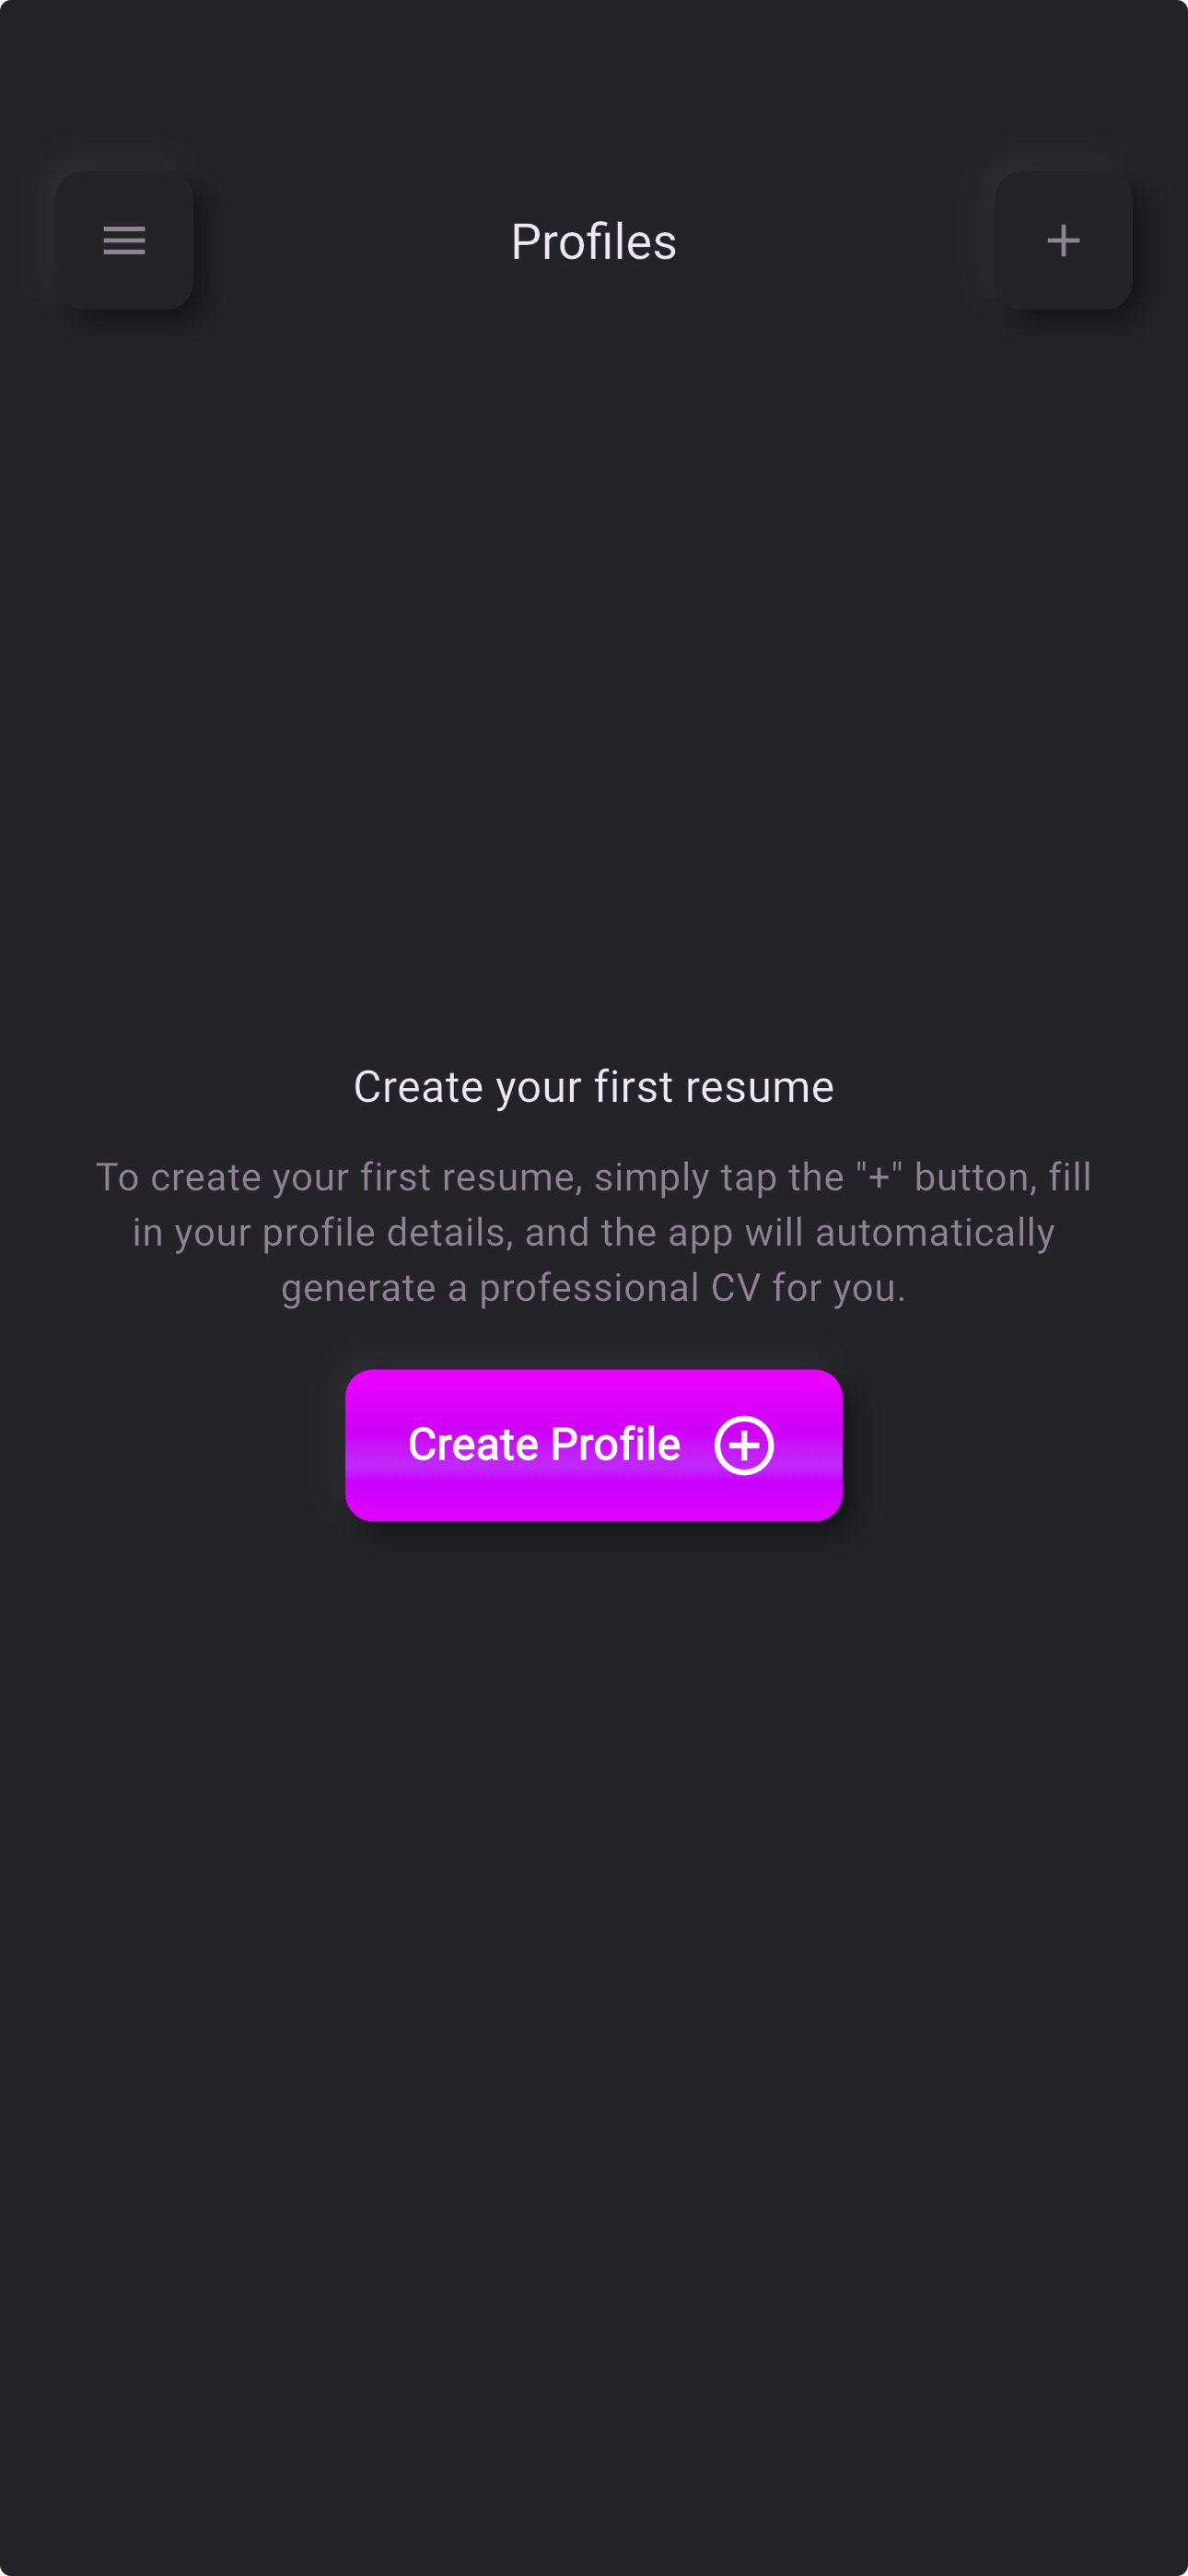 Profiles
Create your first resume
To create your first resume, simply tap the "+" button, fill
in your profile details, and the app will automatically
generate a professional CV for you.
Create Profile